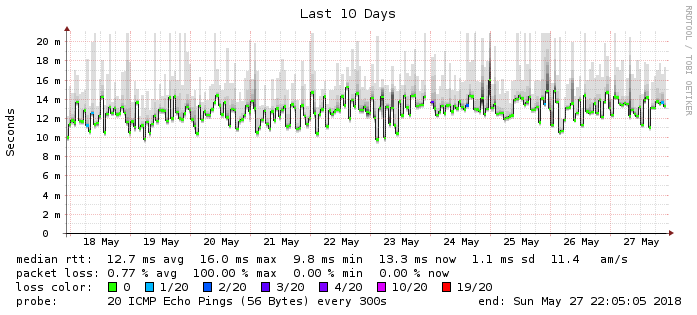 Last 10 Days
RRDTOOL / TOBI OETIKER
Seconds
20 m
18 m
16 m
14 m
12 m
10 m
8 m
6 m
4 m
2 m
0
18 May 19 May 20 May 21 May 22 May 23 May 24 May 25 May 26 May 27 May
median rtt: 12.7 ms avg 16.0 ms max 9.8 ms min 13.3 ms now 1.1 ms sd 11.4 am/s
packet loss: 0.77 % avg 100.00 % max 0.00 % min 0.00 % now
loss color: 0 1/20 2/20 3/20 4/20 10/20 19/20
probe: 20 ICMP Echo Pings (56 Bytes) every 300s end: Sun May 27 22:05:05 2018